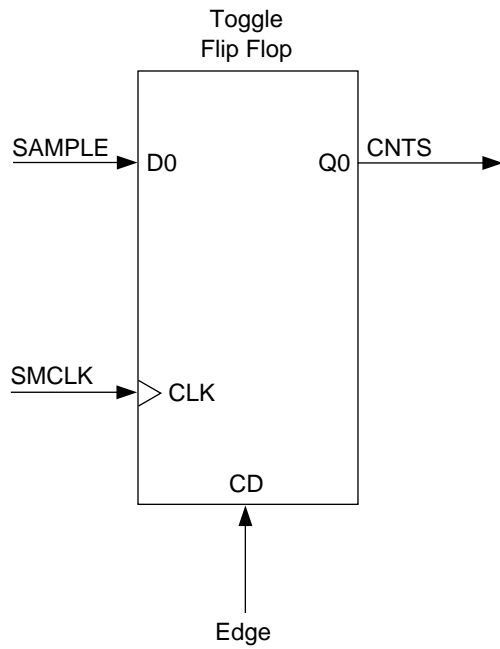 Toggle
Flip Flop
SAMPLE
D0
Q0
CNTS
SMCLK
CLK
CD
Edge